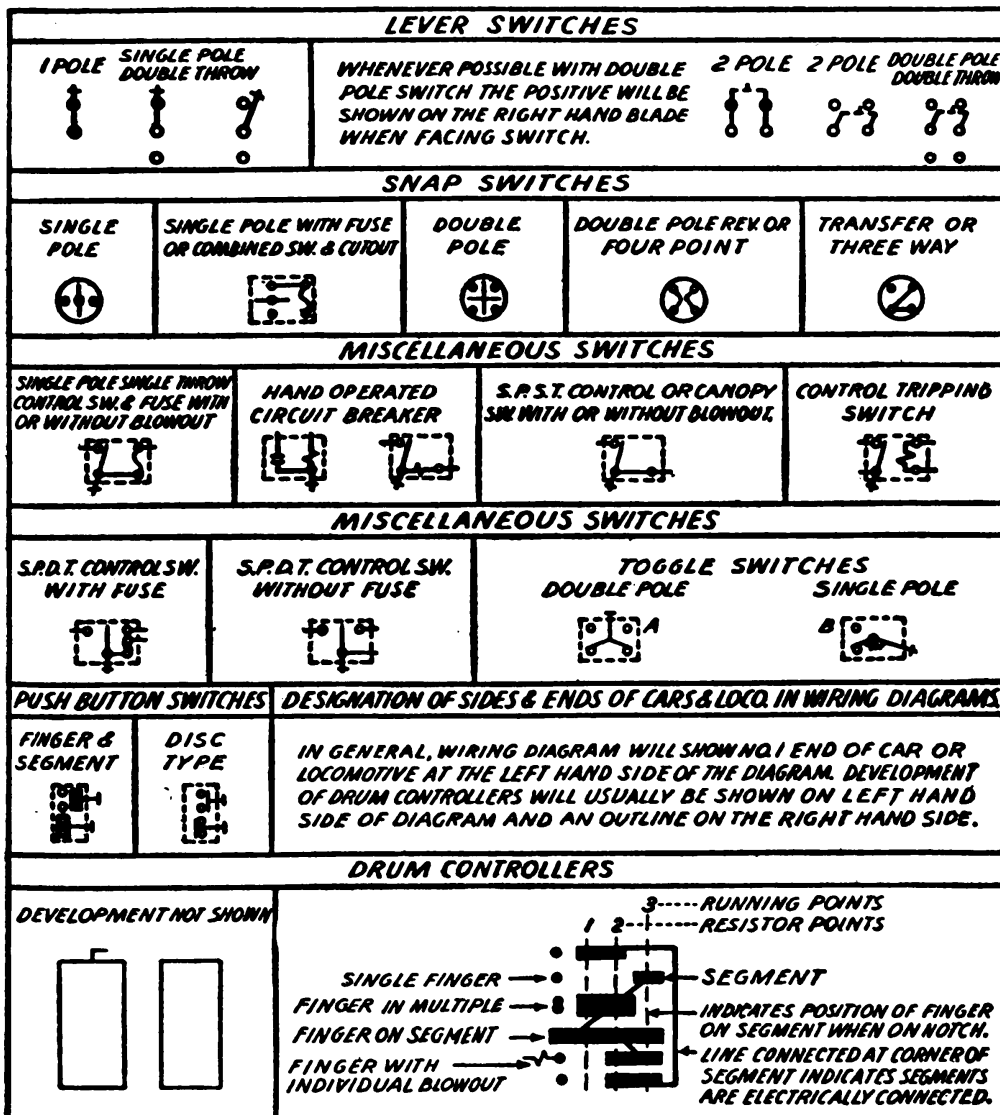 LEVER SWITCHES
1 POLE
SINGLE POLE
DOUBLE THROW
WHENEVER POSSIBLE WITH DOUBLE
POLE SWITCH THE POSITIVE WILL BE
SHOWN ON THE RIGHT HAND BLADE
WHEN FACING SWITCH.
2 POLE
2 POLE
DOUBLE POLE
DOUBLE THROW
SNAP SWITCHES
SINGLE
POLE
SINGLE POLE WITH FUSE
OR COMBINED SW. & CUTOUT
DOUBLE
POLE
DOUBLE POLE REV. OR
FOUR POINT
TRANSFER OR
THREE WAY
MISCELLANEOUS SWITCHES
SINGLE POLE SINGLE THROW
CONTROL SW. & FUSE WITH
OR WITHOUT BLOWOUT
HAND OPERATED
CIRCUIT BREAKER
S.P.S.T. CONTROL OR CANOPY
SW. WITH OR WITHOUT BLOWOUT.
CONTROL TRIPPING
SWITCH
MISCELLANEOUS SWITCHES
S.P.D.T. CONTROL SW.
WITH FUSE
S.P.D.T. CONTROL SW.
WITHOUT FUSE
TOGGLE SWITCHES
DOUBLE POLE
A
SINGLE POLE
B
PUSH BUTTON SWITCHES
DESIGNATION OF SIDES & ENDS OF CARS & LOCO. IN WIRING DIAGRAMS.
FINGER &
SEGMENT
DISC
TYPE
IN GENERAL, WIRING DIAGRAM WILL SHOW NO. 1 END OF CAR OR
LOCOMOTIVE AT THE LEFT HAND SIDE OF THE DIAGRAM. DEVELOPMENT
OF DRUM CONTROLLERS WILL USUALLY BE SHOWN ON LEFT HAND
SIDE OF DIAGRAM AND AN OUTLINE ON THE RIGHT HAND SIDE.
DRUM CONTROLLERS
DEVELOPMENT NOT SHOWN
3 RUNNING POINTS
1 2 RESISTOR POINTS
SINGLE FINGER
SEGMENT
FINGER IN MULTIPLE
INDICATES POSITION OF FINGER
ON SEGMENT WHEN ON NOTCH.
FINGER ON SEGMENT
FINGER WITH
INDIVIDUAL BLOWOUT
LINE CONNECTED AT CORNER OF
SEGMENT INDICATES SEGMENTS
ARE ELECTRICALLY CONNECTED.